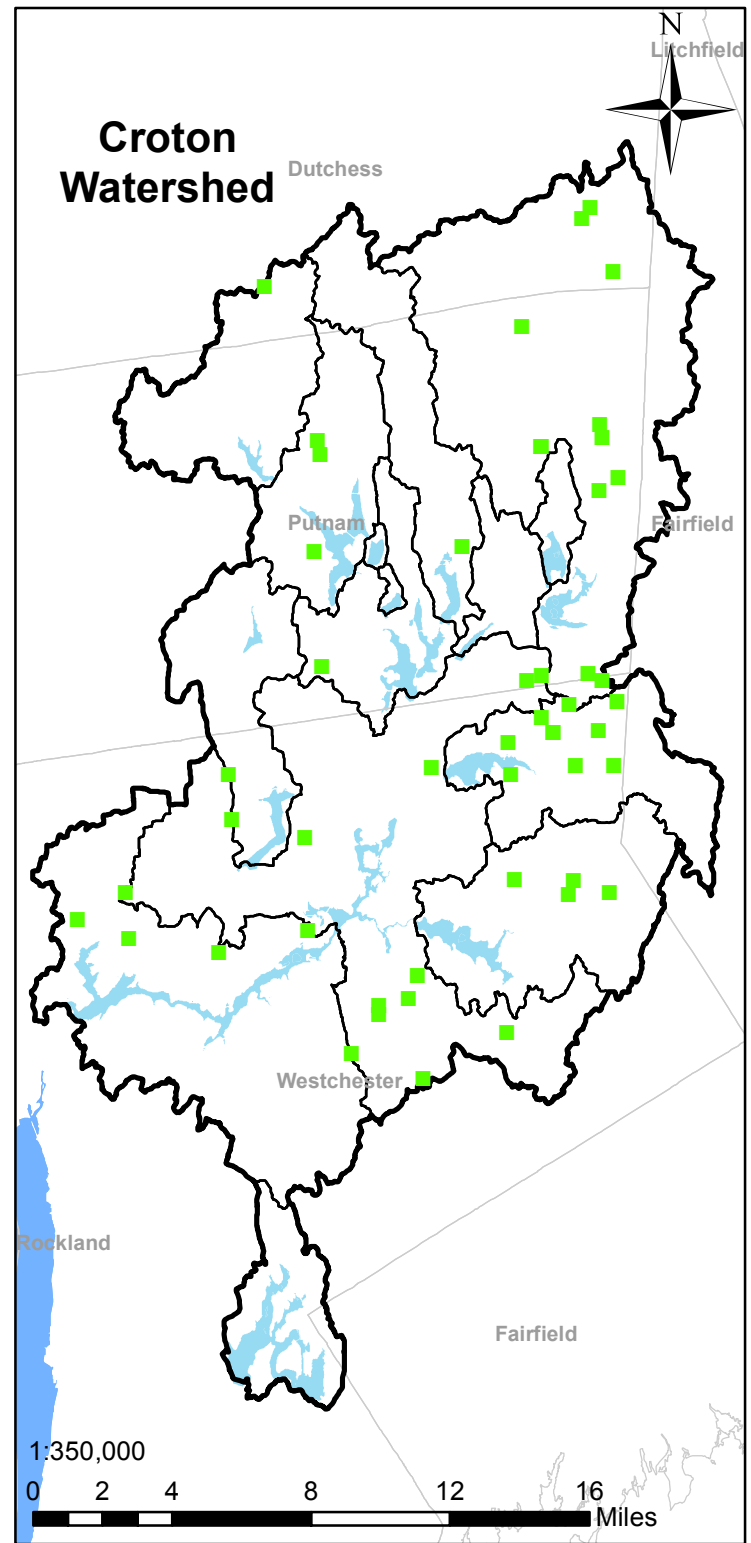 N
Litchfield
Croton
Watershed
Dutchess
Putnam
Fairfield
Westchester
Rockland
Fairfield
1:350,000
0 2 4 8 12 16
Miles